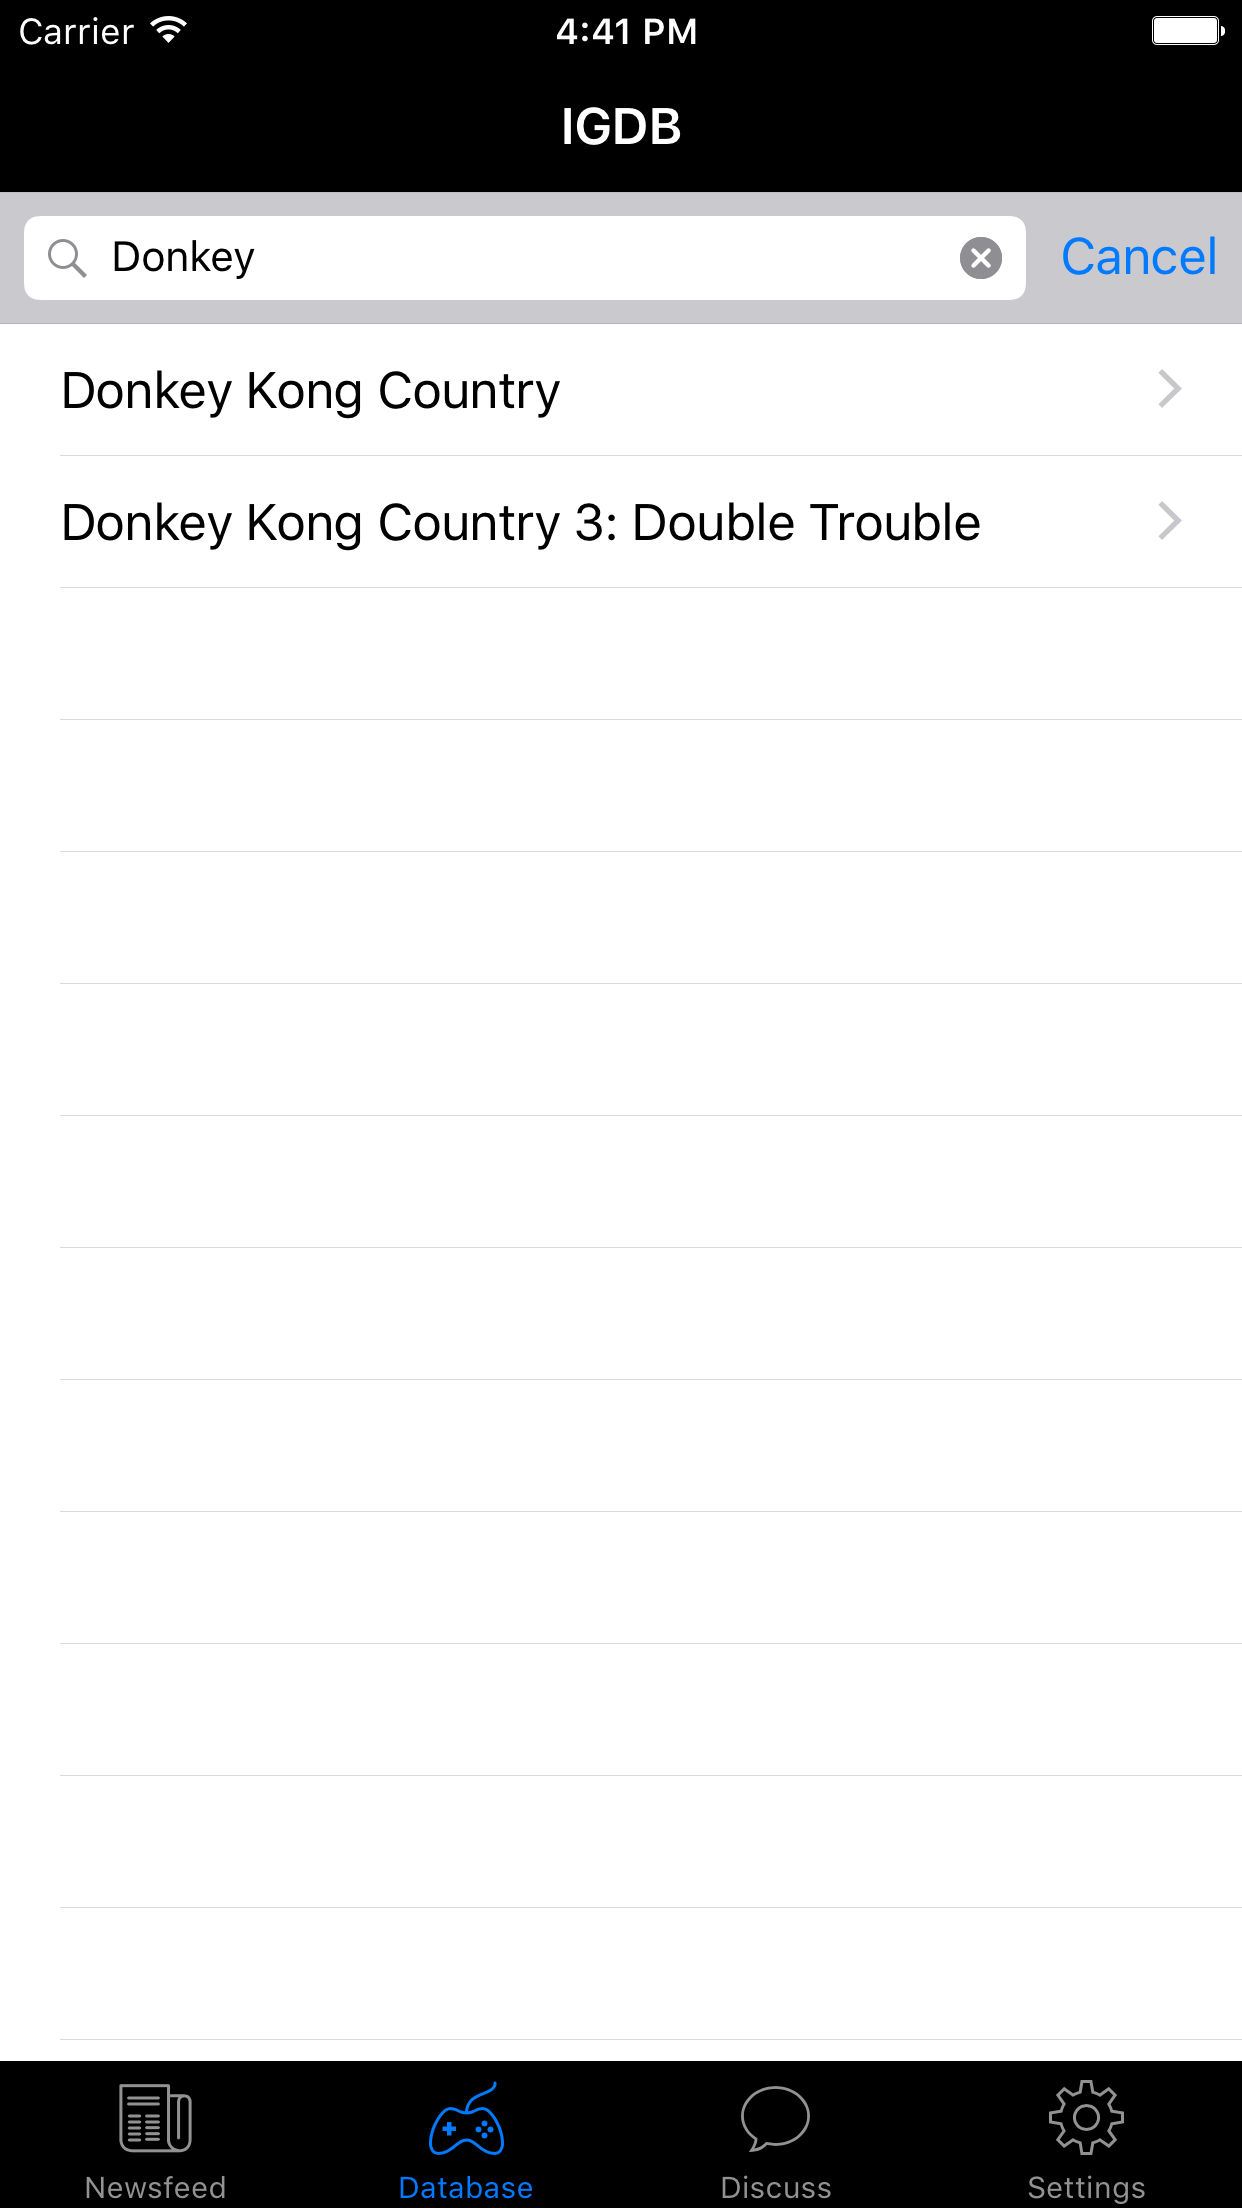 Carrier 4:41 PM
IGDB
Donkey Cancel
Donkey Kong Country
Donkey Kong Country 3: Double Trouble
Newsfeed Database Discuss Settings